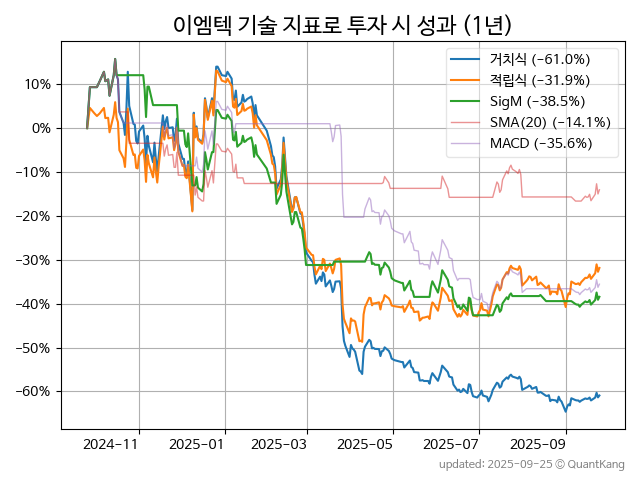 이엠텍 기술 지표로 투자 시 성과 (1년)
거치식 (−61.0%)
적립식 (−31.9%)
SigM (−38.5%)
SMA(20) (−14.1%)
MACD (−35.6%)
10%
0%
−10%
−20%
−30%
−40%
−50%
−60%
2024-11 2025-01 2025-03 2025-05 2025-07 2025-09
updated: 2025-09-25 © QuantKang